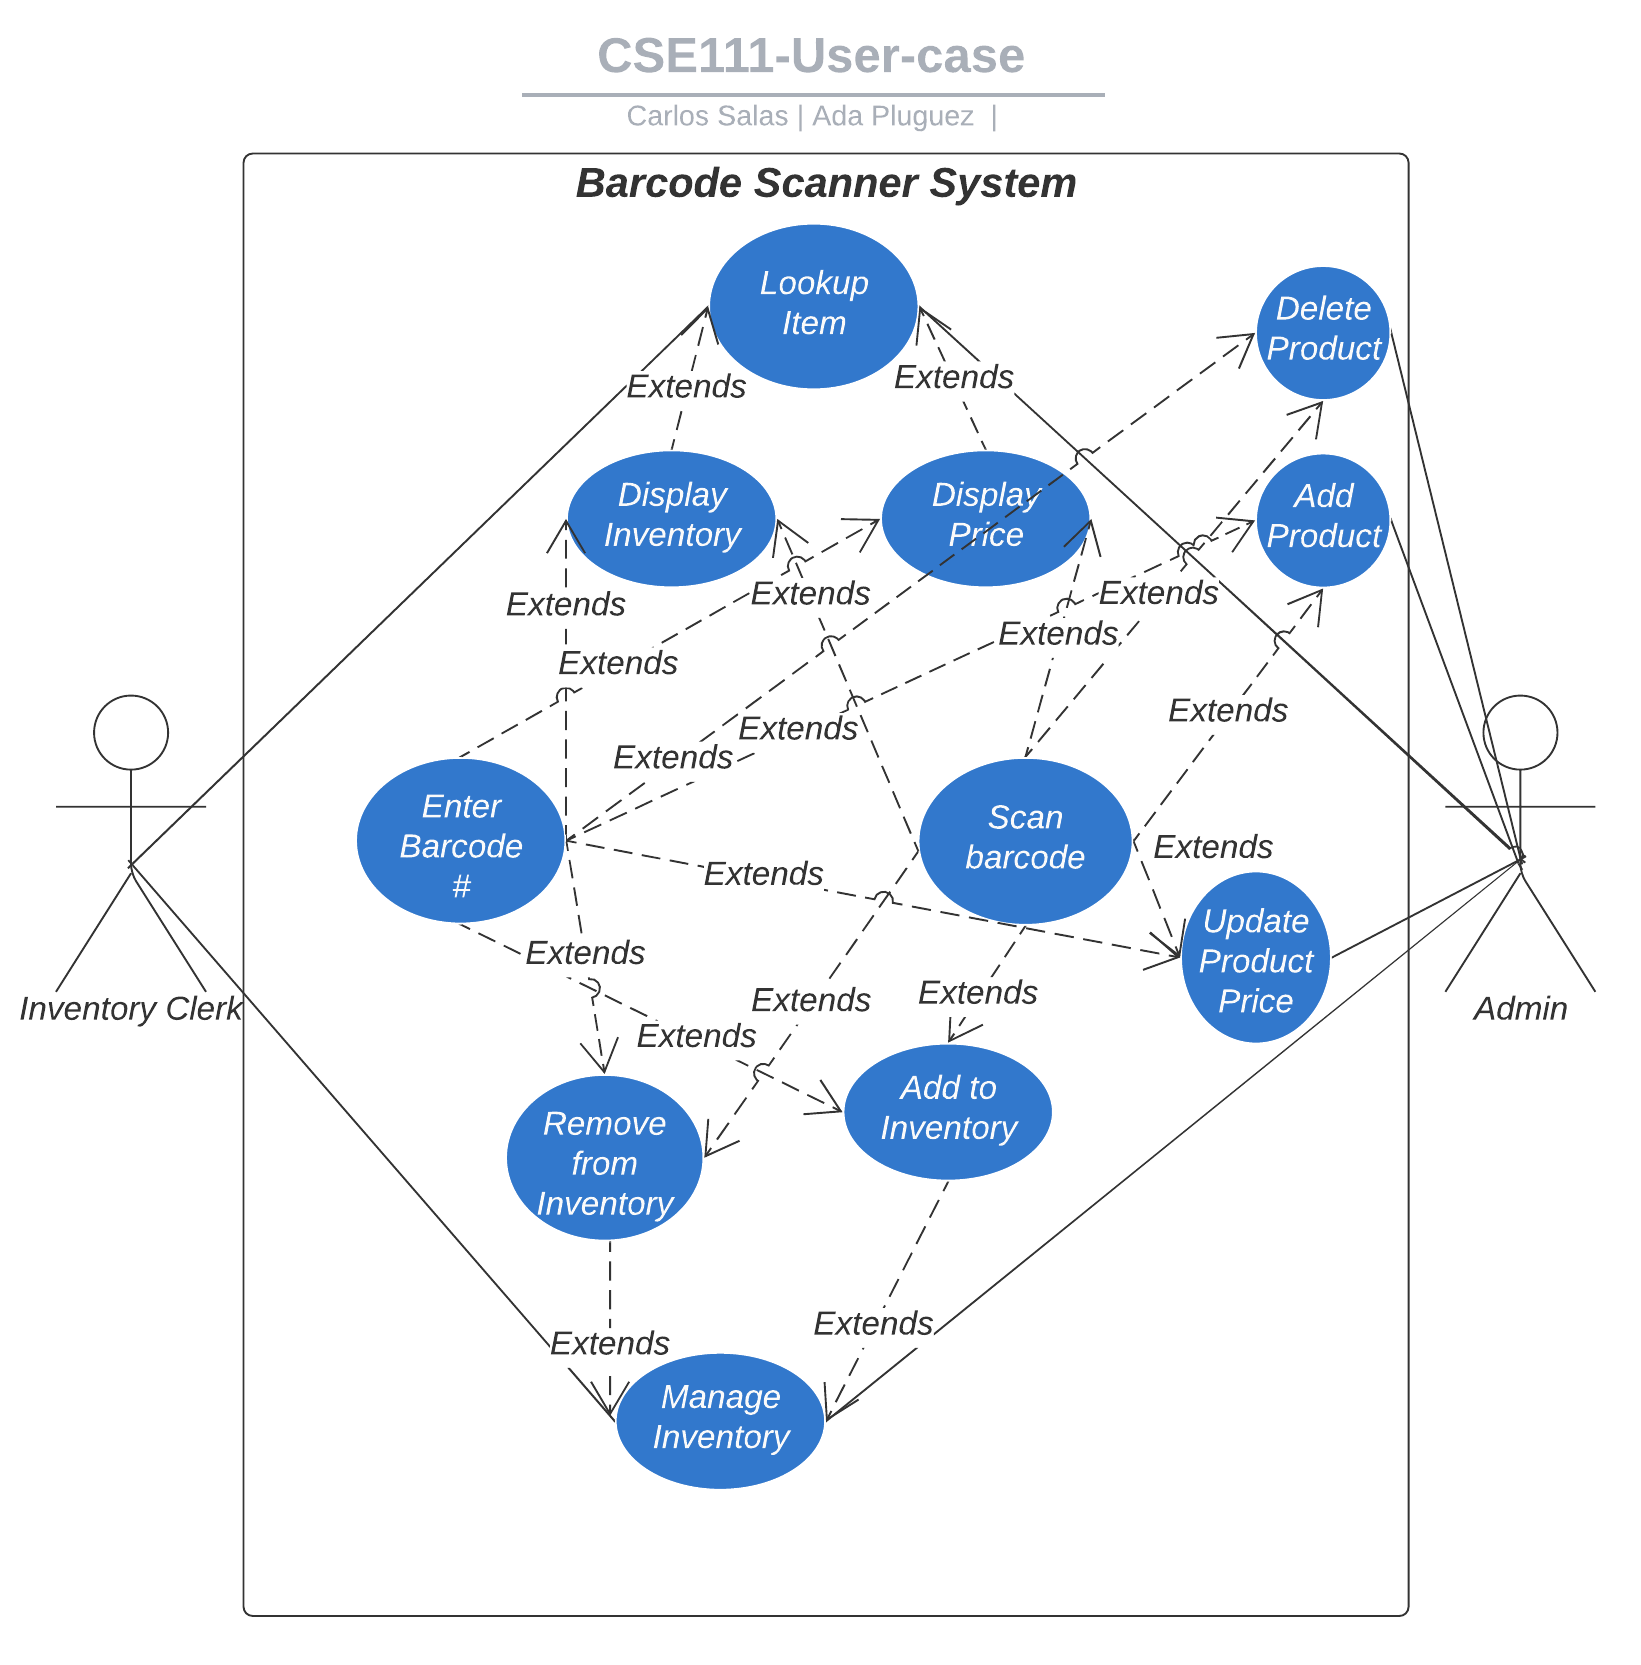 CSE111-User-case
Carlos Salas | Ada Pluguez |
Barcode Scanner System
Lookup
Item
Delete
Product
Extends
Extends
Display
Inventory
Display
Price
Add
Product
Extends
Extends
Extends
Extends
Extends
Extends
Extends
Extends
Enter
Barcode
#
Scan
barcode
Extends
Extends
Update
Product
Price
Extends
Extends
Extends
Extends
Inventory Clerk
Admin
Remove
from
Inventory
Add to
Inventory
Extends
Extends
Manage
Inventory